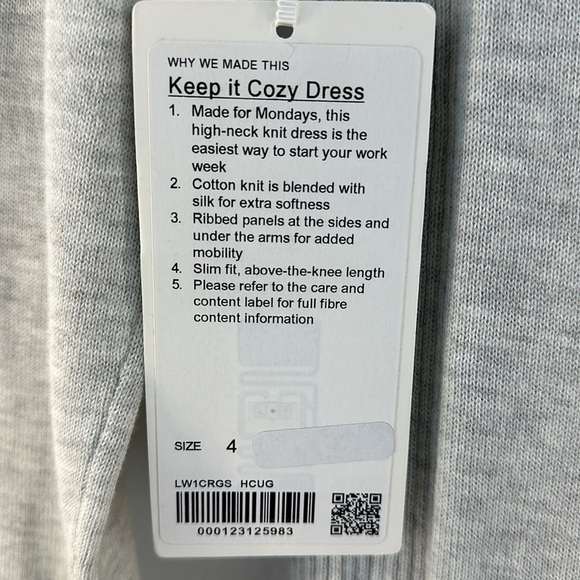 WHY WE MADE THIS
Keep it Cozy Dress
1. Made for Mondays, this
high-neck knit dress is the
easiest way to start your work
week
2. Cotton knit is blended with
silk for extra softness
3. Ribbed panels at the sides and
under the arms for added
mobility
4. Slim fit, above-the-knee length
5. Please refer to the care and
content label for full fibre
content information
SIZE 4
LW1CRGS HCUG
000123125983